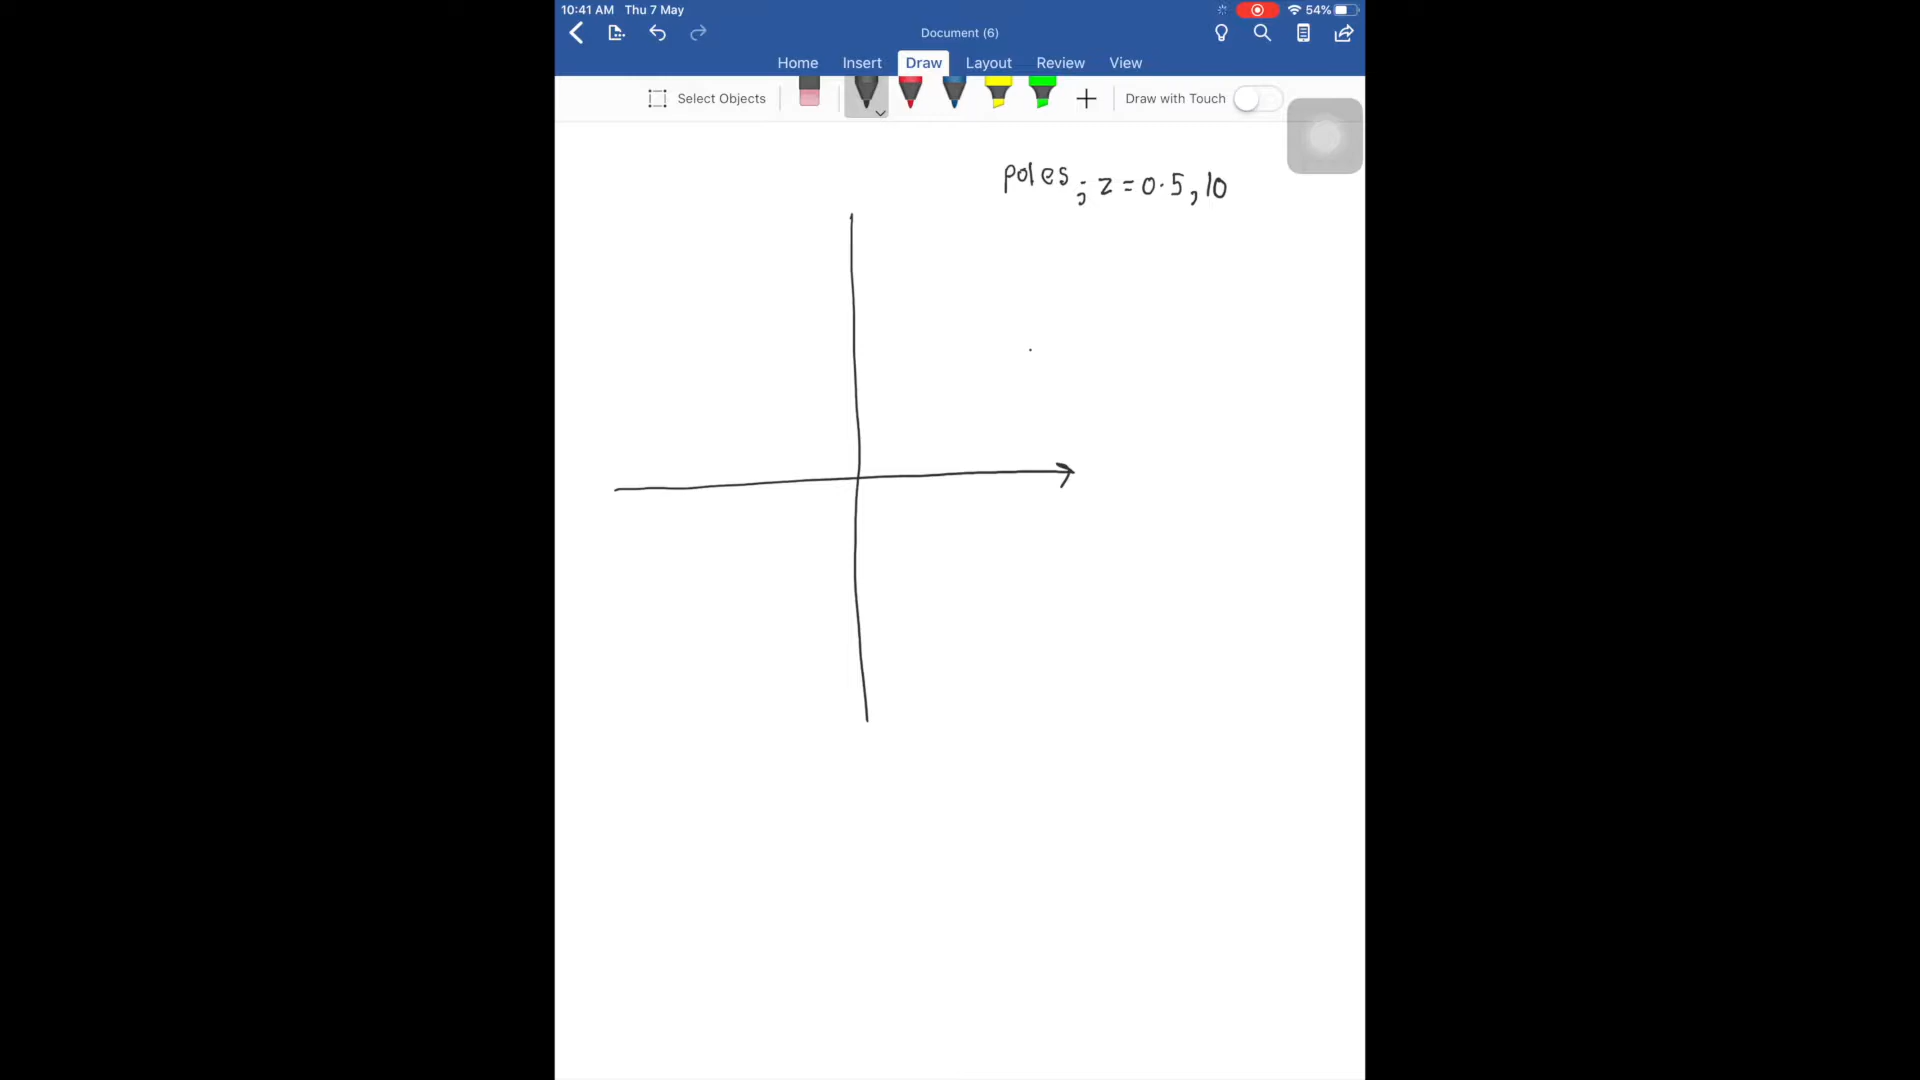 10:41 AM Thu 7 May 54%
Document (6)
Home Insert Draw Layout Review View
Select Objects Draw with Touch
poles ; z = 0.5 , 10